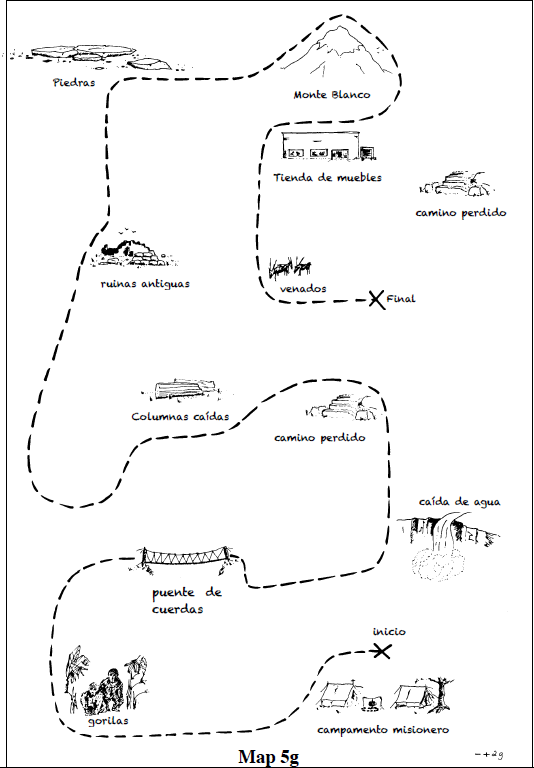 Piedras
Monte Blanco
Tienda de muebles
camino perdido
ruinas antiguas
venados
Final
Columnas caídas
camino perdido
caída de agua
puente de
cuerdas
inicio
gorilas
campamento misionero
Map 5g
-+2g